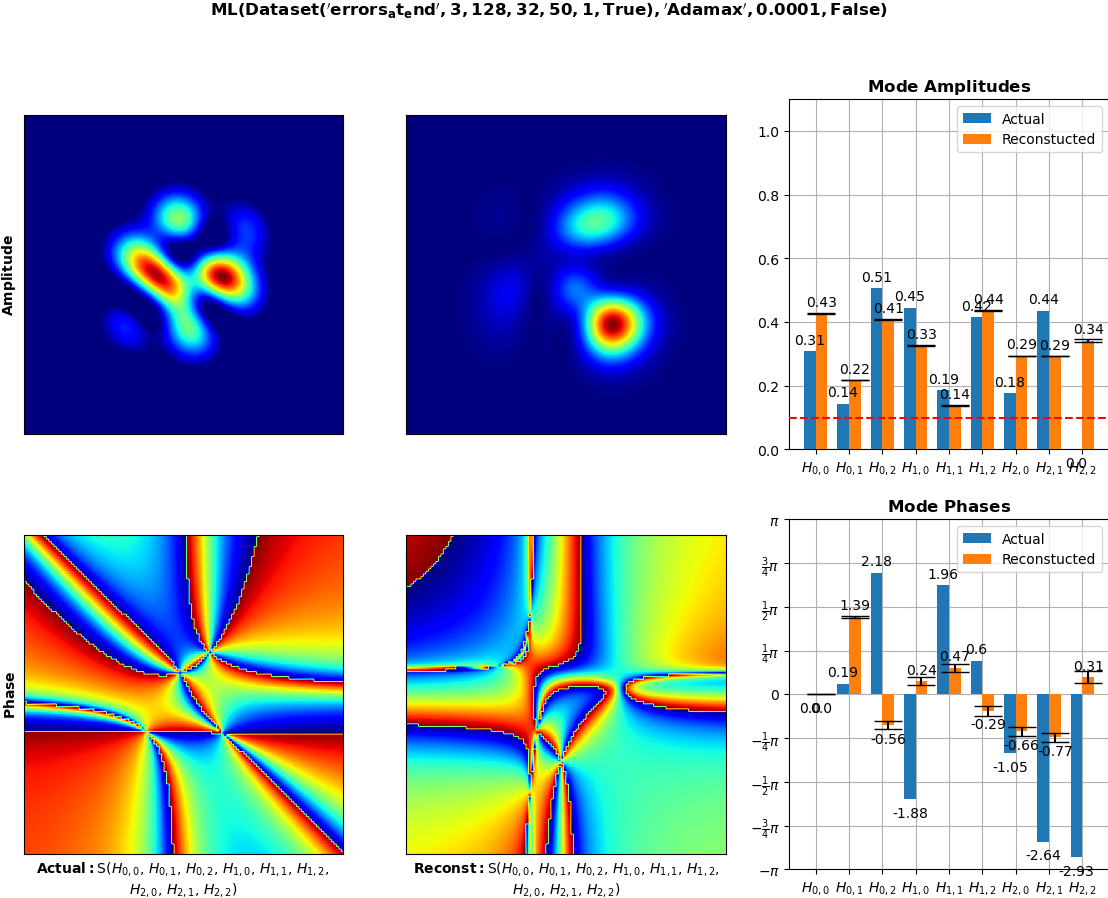 ML(Dataset('errors_at_end', 3, 128, 32, 50, 1, True), 'Adamax', 0.0001, False)
Amplitude
Mode Amplitudes
Actual
Reconstucted
1.0
0.8
0.6
0.4
0.2
0.0
0.31
0.43
0.14
0.22
0.51
0.41
0.45
0.33
0.19
0.14
0.42
0.44
0.18
0.29
0.44
0.29
0.0
0.34
H0,0 H0,1 H0,2 H1,0 H1,1 H1,2 H2,0 H2,1 H2,2
Phase
Mode Phases
Actual
Reconstucted
π
3/4π
1/2π
1/4π
0
−1/4π
−1/2π
−3/4π
−π
0.0
0.0
0.19
1.39
2.18
-0.56
-1.88
0.24
1.96
0.47
0.6
-0.29
-1.05
-0.66
-2.64
-0.77
-2.93
0.31
H0,0 H0,1 H0,2 H1,0 H1,1 H1,2 H2,0 H2,1 H2,2
Actual: S(H0,0, H0,1, H0,2, H1,0, H1,1, H1,2,
H2,0, H2,1, H2,2)
Reconst: S(H0,0, H0,1, H0,2, H1,0, H1,1, H1,2,
H2,0, H2,1, H2,2)